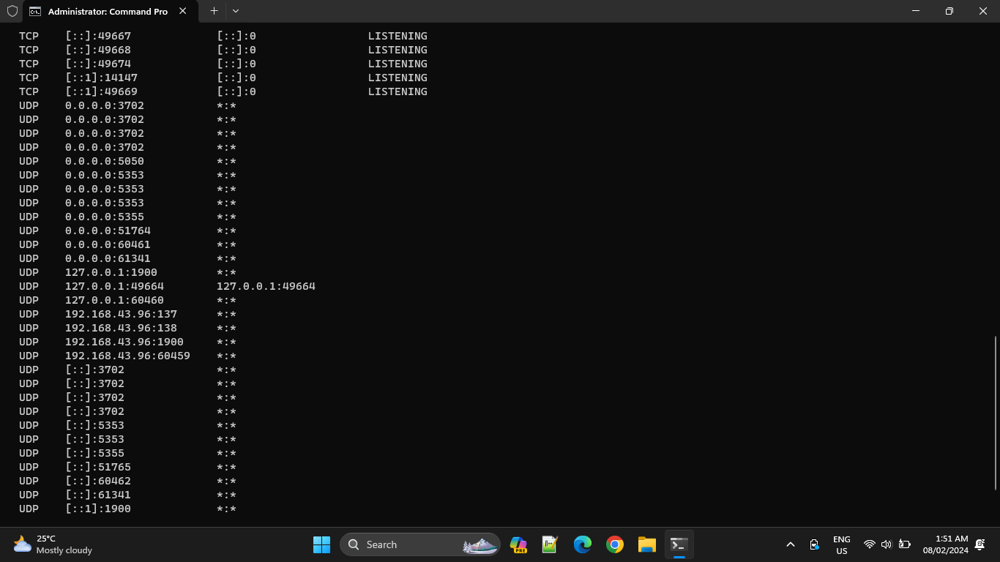 Administrator: Command Pro
TCP [::]:49667 [::]:0 LISTENING
TCP [::]:49668 [::]:0 LISTENING
TCP [::]:49674 [::]:0 LISTENING
TCP [::1]:14147 [::]:0 LISTENING
TCP [::1]:49669 [::]:0 LISTENING
UDP 0.0.0.0:3702 *:*
UDP 0.0.0.0:3702 *:*
UDP 0.0.0.0:3702 *:*
UDP 0.0.0.0:3702 *:*
UDP 0.0.0.0:5050 *:*
UDP 0.0.0.0:5353 *:*
UDP 0.0.0.0:5353 *:*
UDP 0.0.0.0:5353 *:*
UDP 0.0.0.0:5355 *:*
UDP 0.0.0.0:51764 *:*
UDP 0.0.0.0:60461 *:*
UDP 0.0.0.0:61341 *:*
UDP 127.0.0.1:1900 *:*
UDP 127.0.0.1:49664 127.0.0.1:49664
UDP 127.0.0.1:60460 *:*
UDP 192.168.43.96:137 *:*
UDP 192.168.43.96:138 *:*
UDP 192.168.43.96:1900 *:*
UDP 192.168.43.96:60459 *:*
UDP [::]:3702 *:*
UDP [::]:3702 *:*
UDP [::]:3702 *:*
UDP [::]:3702 *:*
UDP [::]:5353 *:*
UDP [::]:5353 *:*
UDP [::]:5355 *:*
UDP [::]:51765 *:*
UDP [::]:60462 *:*
UDP [::]:61341 *:*
UDP [::1]:1900 *:*
25°C
Mostly cloudy
Search
PRE
ENG
US
1:51 AM
08/02/2024